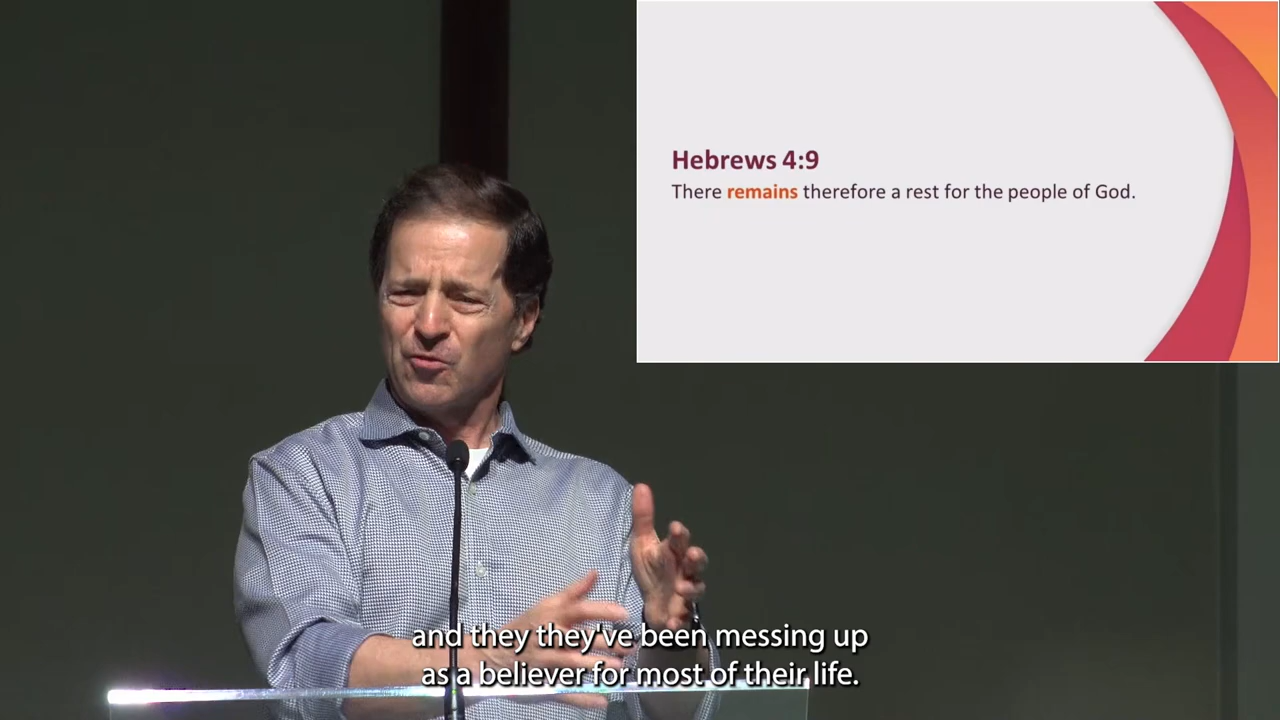 Hebrews 4:9
There remains therefore a rest for the people of God.
and they they've been messing up
as a believer for most of their life.